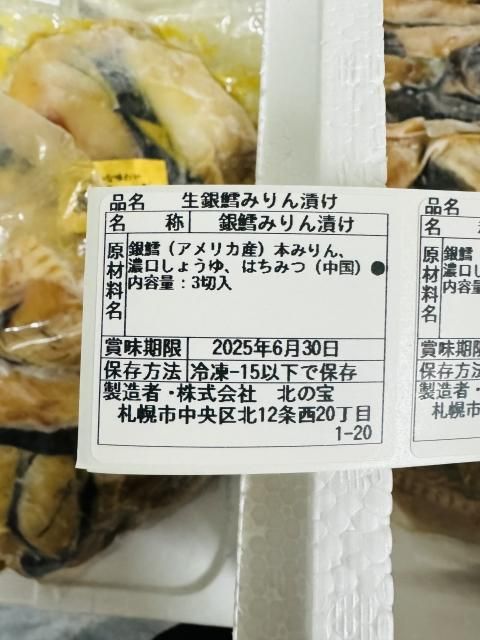 品名 生銀鱈みりん漬け
名 称 銀鱈みりん漬け
原材料名
銀鱈（アメリカ産）本みりん、
濃口しょうゆ、はちみつ（中国）●
内容量：3切入
賞味期限 2025年6月30日
保存方法 冷凍-15以下で保存
製造者・株式会社 北の宝
札幌市中央区北12条西20丁目
1-20
品名
名
原材料名
銀鱈
濃口し
内容量
賞味期限
保存方法
製造者・
札幌